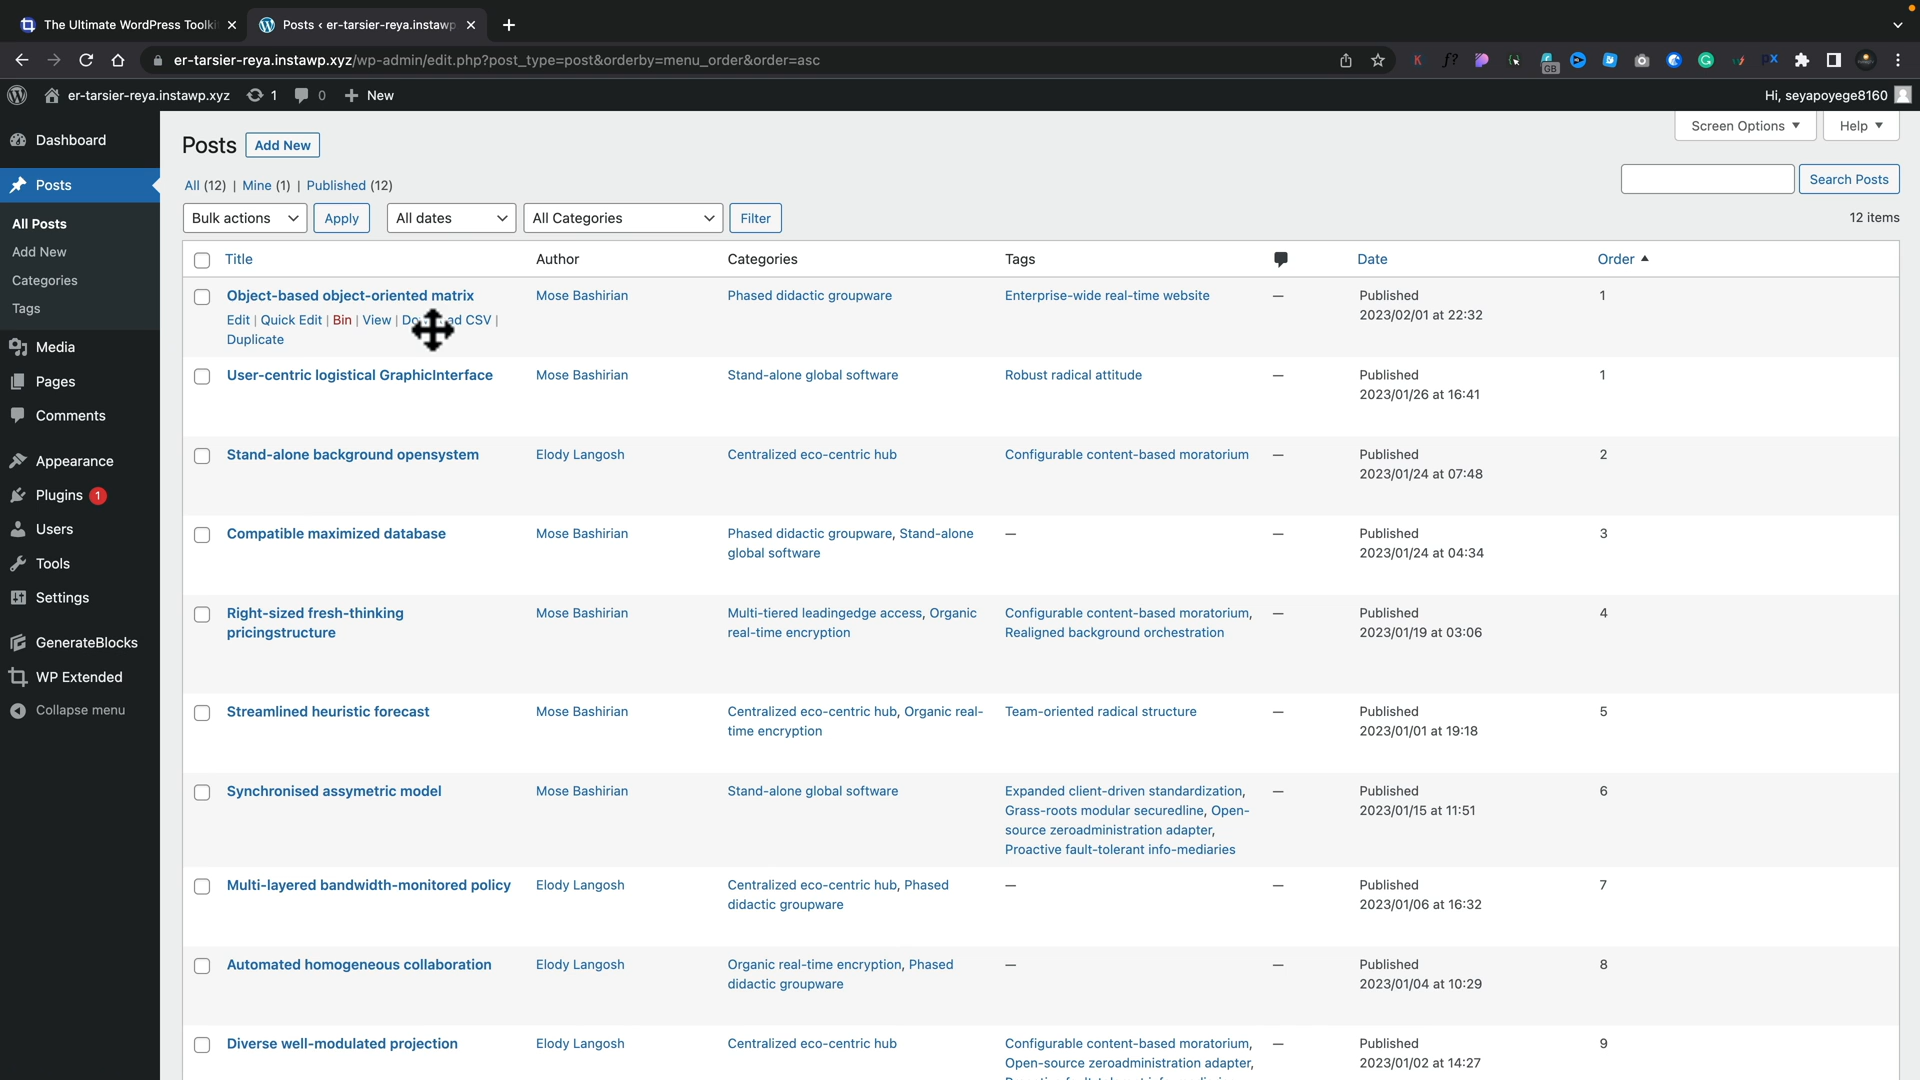 The Ultimate WordPress Toolki
Posts ‹ er-tarsier-reya.instawp
er-tarsier-reya.instawp.xyz/wp-admin/edit.php?post_type=post&orderby=menu_order&order=asc
er-tarsier-reya.instawp.xyz 1 0 New
Hi, seyapoyege8160
Dashboard
Posts
All Posts
Add New
Categories
Tags
Media
Pages
Comments
Appearance
Plugins 1
Users
Tools
Settings
GenerateBlocks
WP Extended
Collapse menu
Screen Options Help
Posts Add New
All (12) | Mine (1) | Published (12)
Search Posts
Bulk actions Apply All dates All Categories Filter
12 items
Title Author Categories Tags Date Order
Object-based object-oriented matrix Mose Bashirian Phased didactic groupware Enterprise-wide real-time website — Published 1
2023/02/01 at 22:32
Edit | Quick Edit | Bin | View | CSV |
Duplicate
User-centric logistical GraphicInterface Mose Bashirian Stand-alone global software Robust radical attitude — Published 1
2023/01/26 at 16:41
Stand-alone background opensystem Elody Langosh Centralized eco-centric hub Configurable content-based moratorium — Published 2
2023/01/24 at 07:48
Compatible maximized database Mose Bashirian Phased didactic groupware, Stand-alone — — Published 3
global software 2023/01/24 at 04:34
Right-sized fresh-thinking Mose Bashirian Multi-tiered leadingedge access, Organic Configurable content-based moratorium, — Published 4
pricingstructure real-time encryption Realigned background orchestration 2023/01/19 at 03:06
Streamlined heuristic forecast Mose Bashirian Centralized eco-centric hub, Organic real- Team-oriented radical structure — Published 5
time encryption 2023/01/01 at 19:18
Synchronised assymetric model Mose Bashirian Stand-alone global software Expanded client-driven standardization, — Published 6
Grass-roots modular securedline, Open- 2023/01/15 at 11:51
source zeroadministration adapter,
Proactive fault-tolerant info-mediaries
Multi-layered bandwidth-monitored policy Elody Langosh Centralized eco-centric hub, Phased — — Published 7
didactic groupware 2023/01/06 at 16:32
Automated homogeneous collaboration Elody Langosh Organic real-time encryption, Phased — — Published 8
didactic groupware 2023/01/04 at 10:29
Diverse well-modulated projection Elody Langosh Centralized eco-centric hub Configurable content-based moratorium, — Published 9
Open-source zeroadministration adapter, 2023/01/02 at 14:27